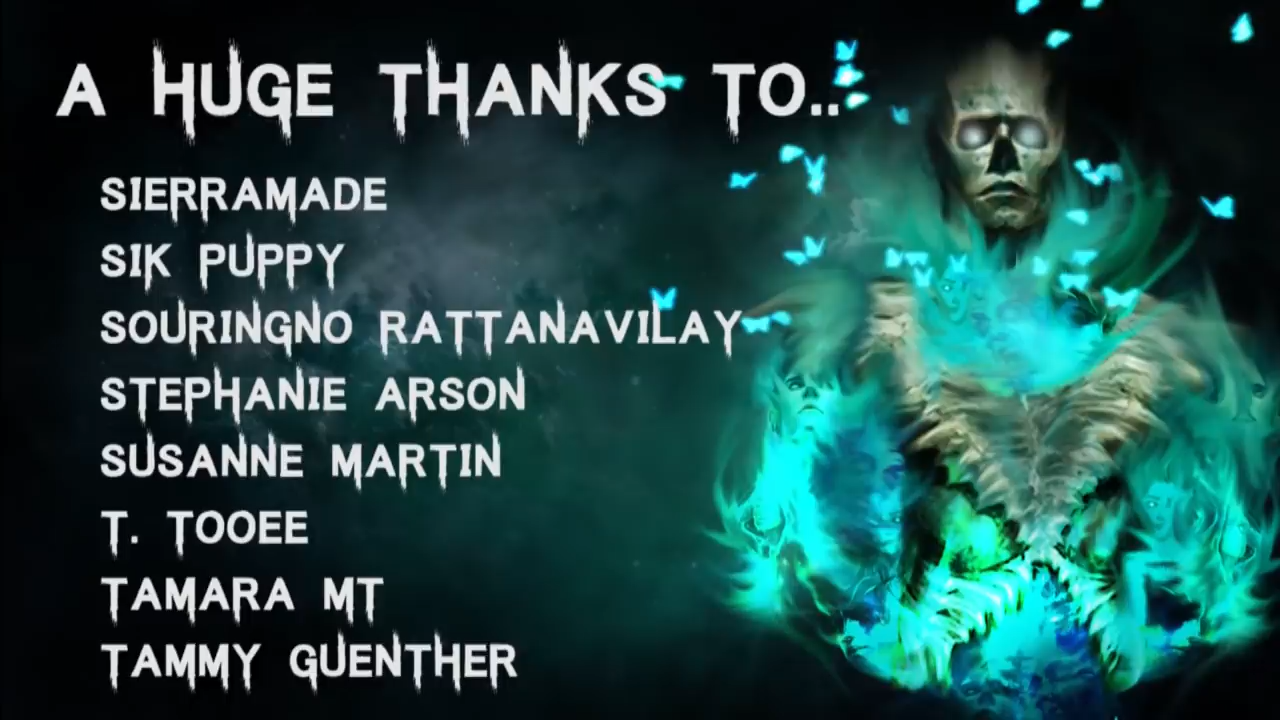 A HUGE THANKS TO..
SIERRAMADE
SIK PUPPY
SOURINGNO RATTANAVILAY
STEPHANIE ARSON
SUSANNE MARTIN
T. TOOEE
TAMARA MT
TAMMY GUENTHER